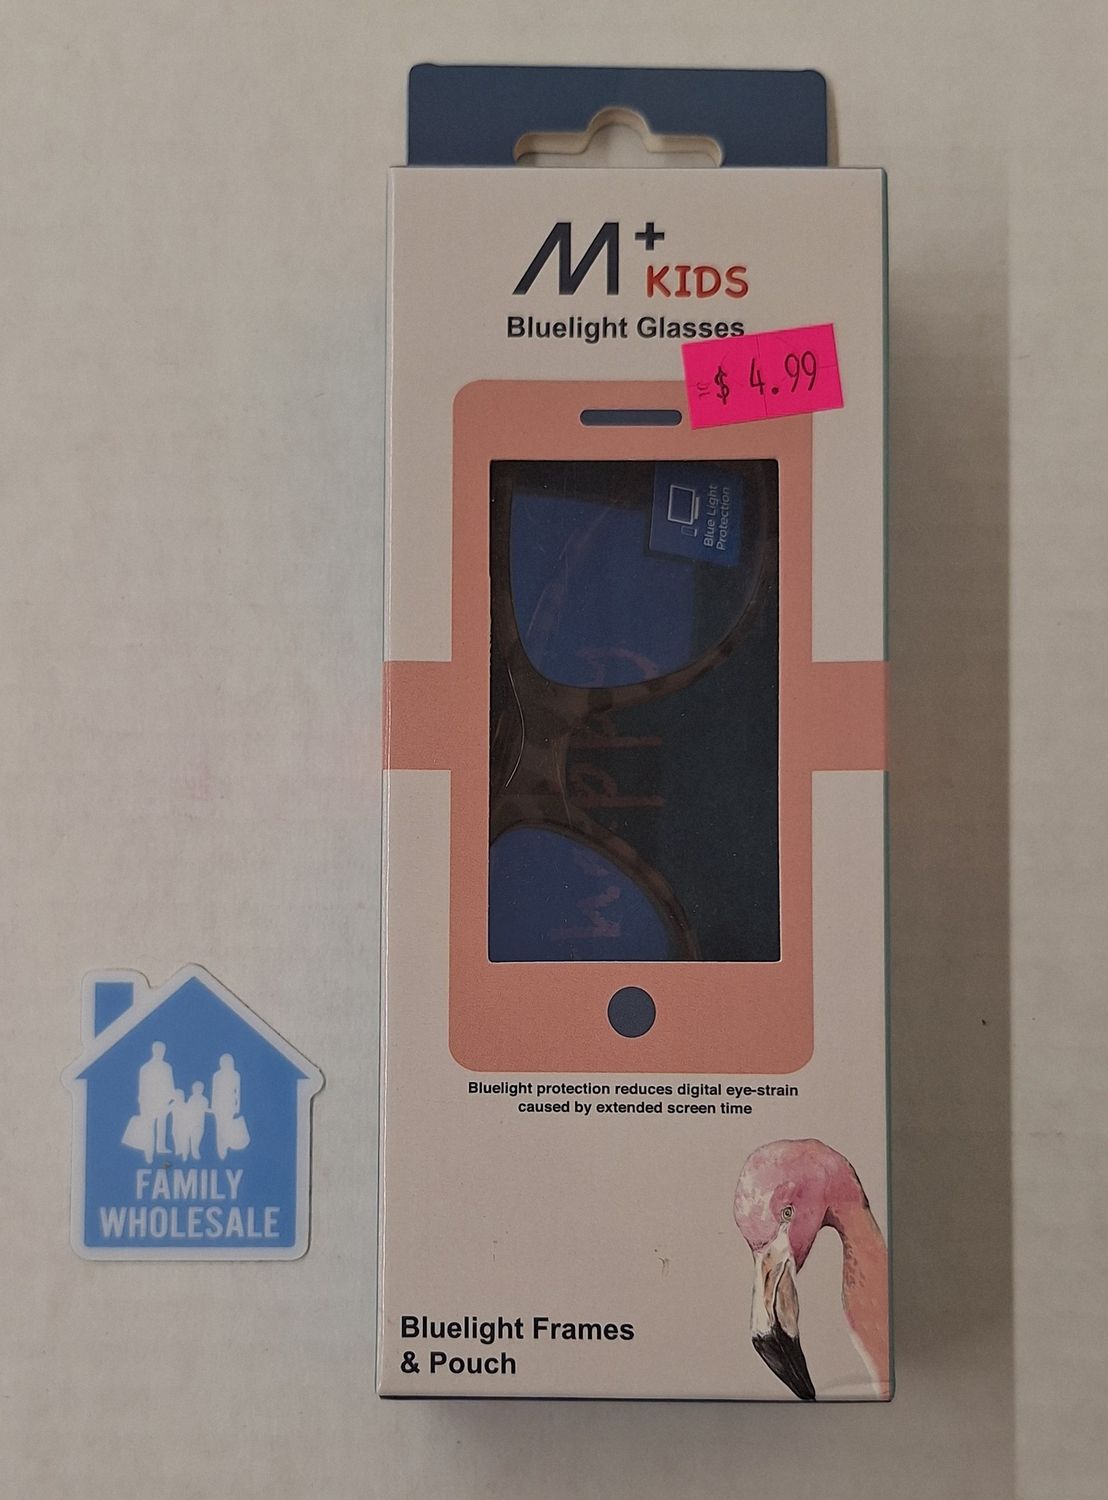 M+
KIDS
Bluelight Glasses
$ 4.99
Blue Light
Protection
Bluelight protection reduces digital eye-strain
caused by extended screen time
FAMILY
WHOLESALE
Bluelight Frames
& Pouch